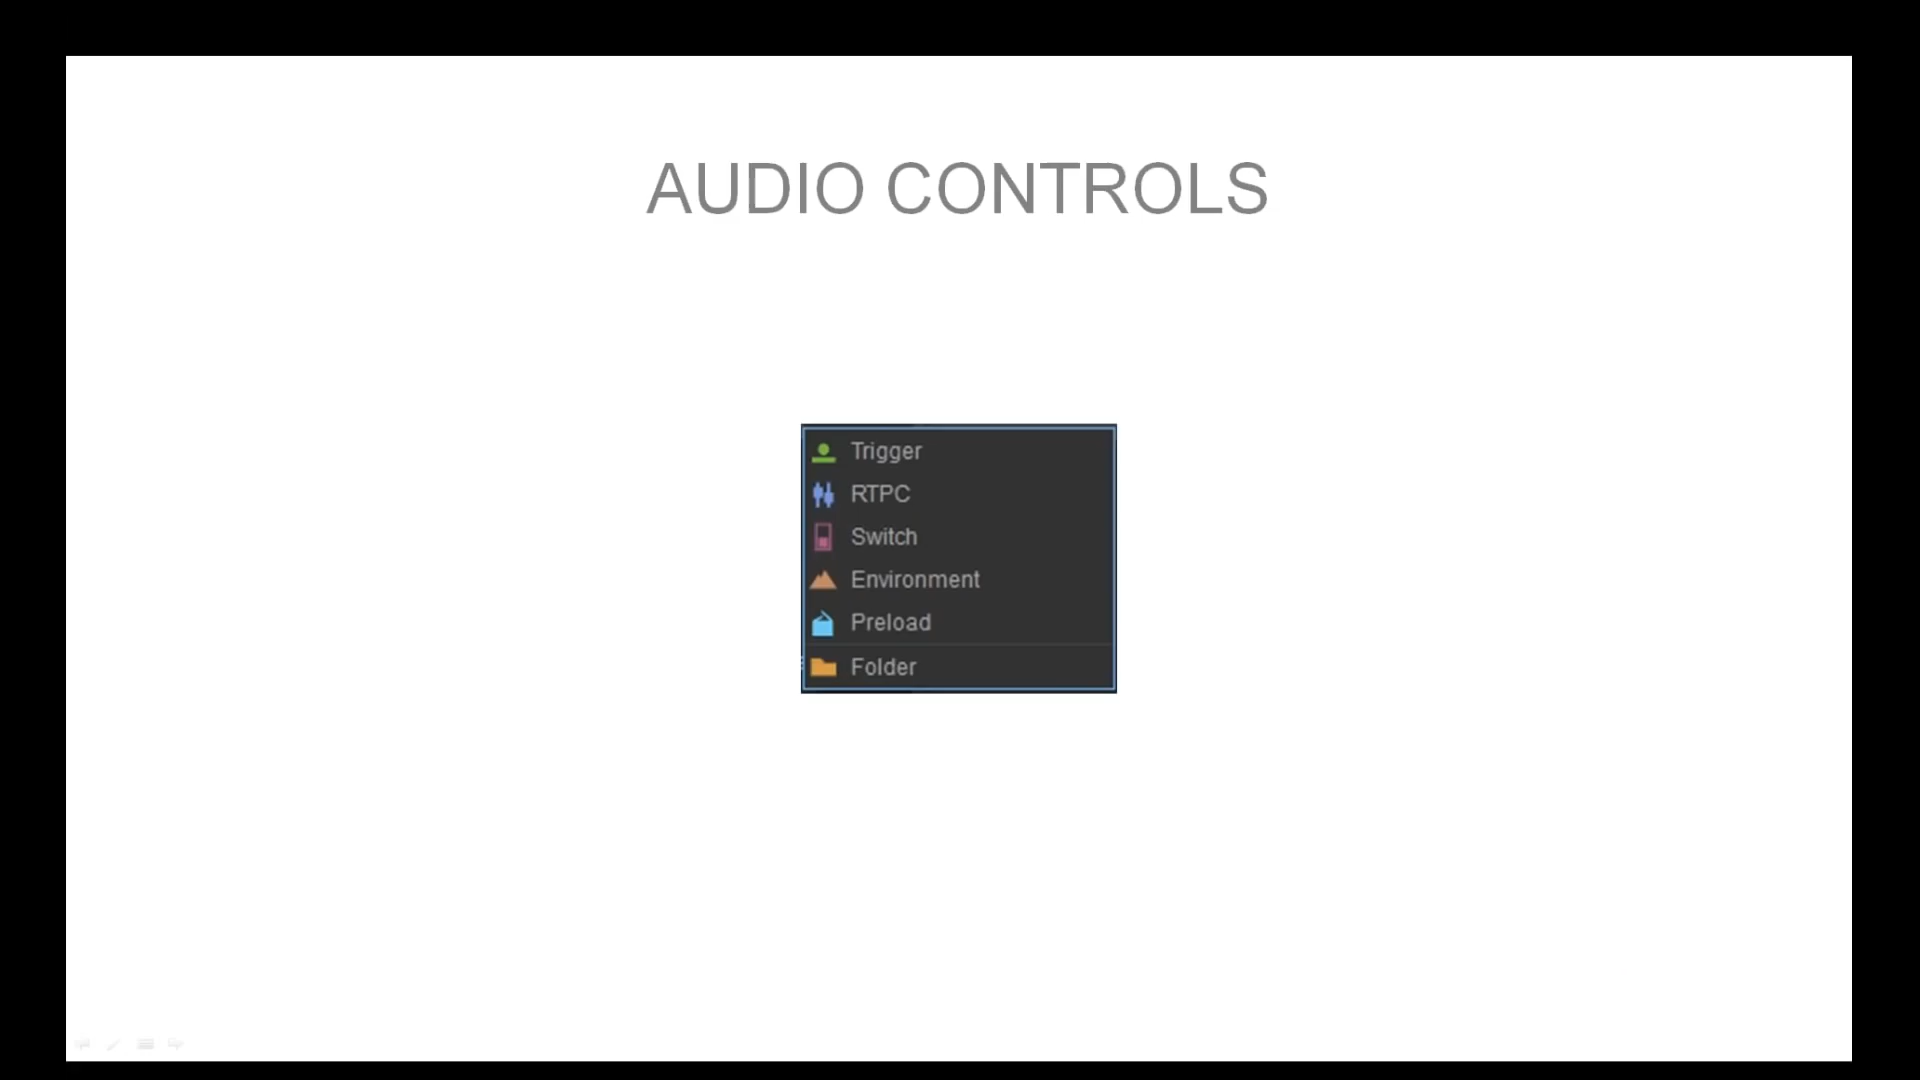 AUDIO CONTROLS
Trigger
RTPC
Switch
Environment
Preload
Folder